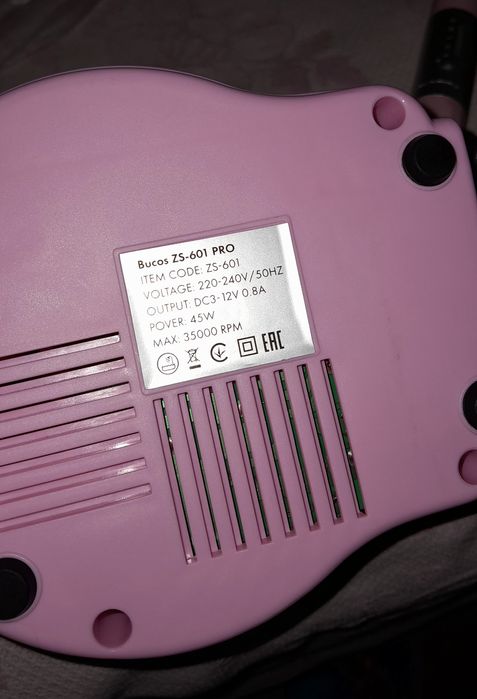 Bucos ZS-601 PRO
ITEM CODE: ZS-601
VOLTAGE: 220-240V/50HZ
OUTPUT: DC3-12V 0.8A
POVER: 45W
MAX: 35000 RPM
EAC